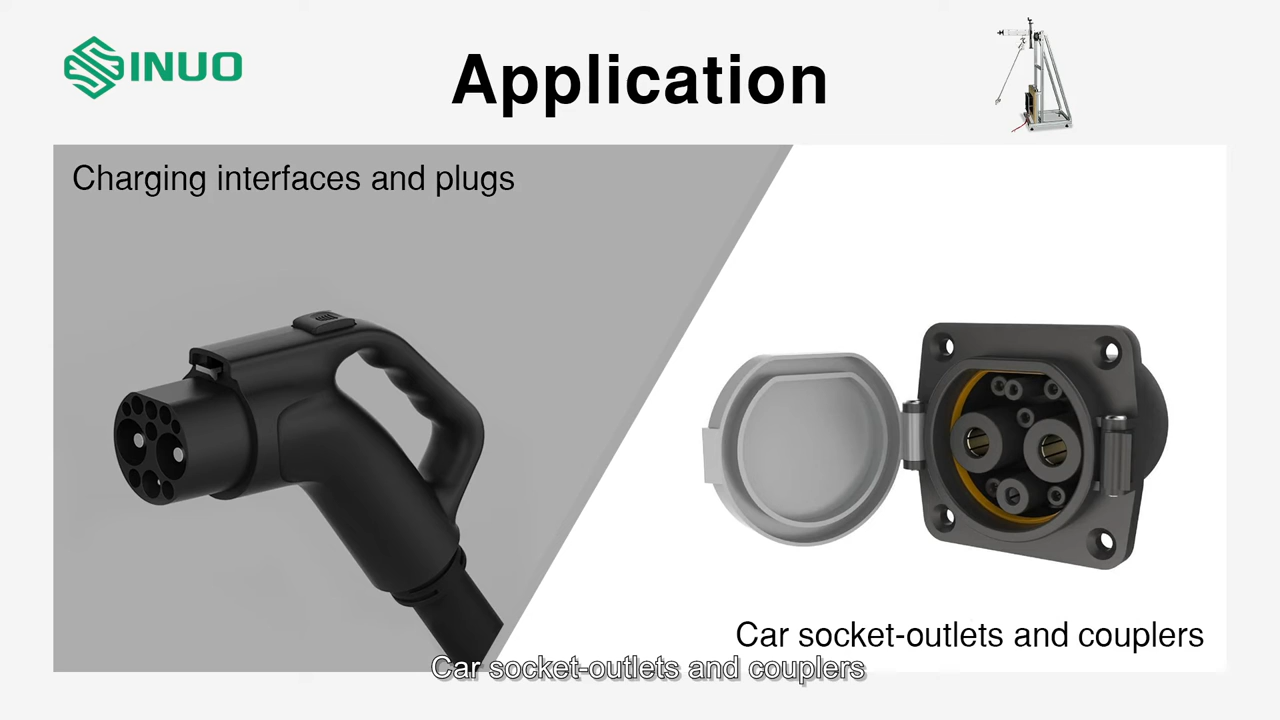 SINUO
Application
Charging interfaces and plugs
Car socket-outlets and couplers
Car socket-outlets and couplers